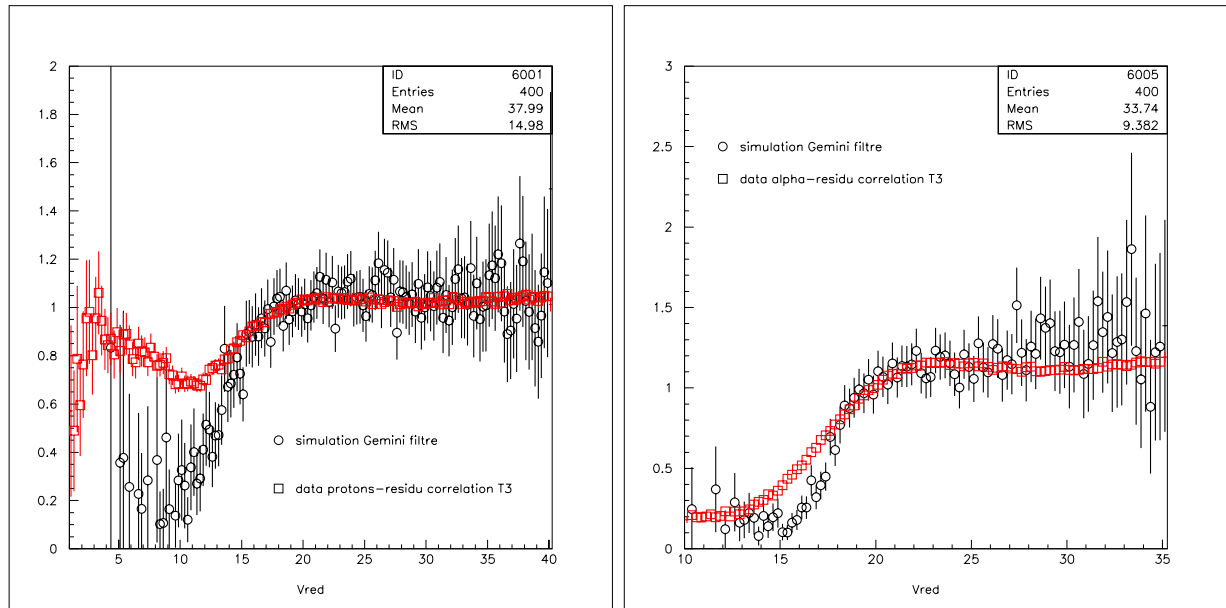 2
1.8
1.6
1.4
1.2
1
0.8
0.6
0.4
0.2
0
5 10 15 20 25 30 35 40
Vred
ID 6001
Entries 400
Mean 37.99
RMS 14.98
simulation Gemini filtre
data protons-residu correlation T3
3
2.5
2
1.5
1
0.5
0
10 15 20 25 30 35
Vred
ID 6005
Entries 400
Mean 33.74
RMS 9.382
simulation Gemini filtre
data alpha-residu correlation T3